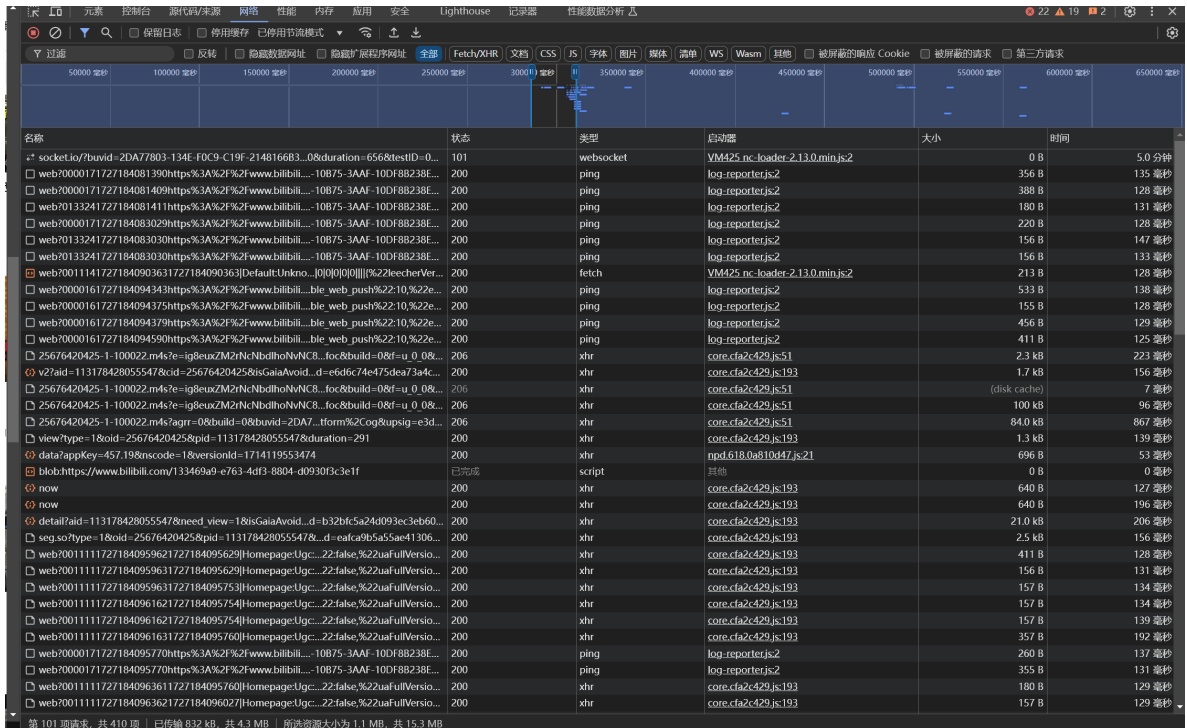 元素 控制台 源代码/来源 网络 性能 内存 应用 安全 Lighthouse 记录器 性能数据分析 22 19 2
保留日志 停用缓存 已停用节流模式
过滤 反转 隐藏数据网址 隐藏扩展程序网址 全部 Fetch/XHR 文档 CSS JS 字体 图片 媒体 清单 WS Wasm 其他 被屏蔽的响应 Cookie 被屏蔽的请求 第三方请求
50000 毫秒 100000 毫秒 150000 毫秒 200000 毫秒 250000 毫秒 毫秒 350000 毫秒 400000 毫秒 450000 毫秒 500000 毫秒 550000 毫秒 600000 毫秒 650000 毫秒
名称 状态 类型 启动器 大小 时间
socket.io/?buvid=2DA77803-134E-F0C9-C19F-2148166B3...0&duration=656&testID=0... 101 websocket VM425 nc-loader-2.13.0.min.js:2 0 B 5.0 分钟
web?0000171727184081390https%3A%2F%2Fwww.bilibili....-10B75-3AAF-10DF8B238E... 200 ping log-reporter.js:2 356 B 135 毫秒
web?0000161727184081409https%3A%2F%2Fwww.bilibili....-10B75-3AAF-10DF8B238E... 200 ping log-reporter.js:2 388 B 128 毫秒
web?0133241727184081411https%3A%2F%2Fwww.bilibili....-10B75-3AAF-10DF8B238E... 200 ping log-reporter.js:2 180 B 131 毫秒
web?0000171727184083029https%3A%2F%2Fwww.bilibili....-10B75-3AAF-10DF8B238E... 200 ping log-reporter.js:2 220 B 128 毫秒
web?0133241727184083030https%3A%2F%2Fwww.bilibili....-10B75-3AAF-10DF8B238E... 200 ping log-reporter.js:2 156 B 147 毫秒
web?0133241727184083030https%3A%2F%2Fwww.bilibili....-10B75-3AAF-10DF8B238E... 200 ping log-reporter.js:2 156 B 133 毫秒
web?00111417271840903631727184090363|Default:Unkno...|0|0|0|0|0||||{%22leecherVer... 200 fetch VM425 nc-loader-2.13.0.min.js:2 213 B 128 毫秒
web?0000161727184094343https%3A%2F%2Fwww.bilibili....ble_web_push%22:10,%22e... 200 ping log-reporter.js:2 533 B 138 毫秒
web?0000161727184094375https%3A%2F%2Fwww.bilibili....ble_web_push%22:10,%22e... 200 ping log-reporter.js:2 155 B 128 毫秒
web?0000161727184094379https%3A%2F%2Fwww.bilibili....ble_web_push%22:10,%22e... 200 ping log-reporter.js:2 456 B 129 毫秒
web?0000161727184094590https%3A%2F%2Fwww.bilibili....ble_web_push%22:10,%22e... 200 ping log-reporter.js:2 411 B 125 毫秒
25676420425-1-100022.m4s?e=ig8euxZM2rNcNbdlhoNvNC8...foc&build=0&f=u_0_0&... 206 xhr core.cfa2c429.js:51 2.3 kB 223 毫秒
v2?aid=113178428055547&cid=25676420425&isGaiaAvoid...d=e6d6c74e475dea73a4c... 200 xhr core.cfa2c429.js:193 1.7 kB 156 毫秒
25676420425-1-100022.m4s?e=ig8euxZM2rNcNbdlhoNvNC8...foc&build=0&f=u_0_0&... 206 xhr core.cfa2c429.js:51 (disk cache) 7 毫秒
25676420425-1-100022.m4s?e=ig8euxZM2rNcNbdlhoNvNC8...foc&build=0&f=u_0_0&... 206 xhr core.cfa2c429.js:51 100 kB 96 毫秒
25676420425-1-100022.m4s?agrr=0&build=0&buvid=2DA7...tform%2Cog&upsig=e3d... 206 xhr core.cfa2c429.js:51 84.0 kB 867 毫秒
view?type=1&oid=25676420425&pid=113178428055547&duration=291 200 xhr core.cfa2c429.js:193 1.3 kB 139 毫秒
data?appKey=457.19&nscode=1&versionId=1714119553474 200 xhr npd.618.0a810d47.js:21 696 B 53 毫秒
blob:https://www.bilibili.com/133469a9-e763-4df3-8804-d0930f3c3e1f 已完成 script 其他 0 B 0 毫秒
now 200 xhr core.cfa2c429.js:193 640 B 127 毫秒
now 200 xhr core.cfa2c429.js:193 640 B 196 毫秒
detail?aid=113178428055547&need_view=1&isGaiaAvoid...d=b32bfc5a24d093ec3eb60... 200 xhr core.cfa2c429.js:193 21.0 kB 206 毫秒
seg.so?type=1&oid=25676420425&pid=113178428055547&...d=eafca9b5a55ae41306... 200 xhr core.cfa2c429.js:193 2.5 kB 156 毫秒
web?00111117271840959621727184095629|Homepage:Ugc:...22:false,%22uaFullVersio... 200 xhr core.cfa2c429.js:193 411 B 128 毫秒
web?00111117271840959631727184095629|Homepage:Ugc:...22:false,%22uaFullVersio... 200 xhr core.cfa2c429.js:193 156 B 131 毫秒
web?00111117271840959631727184095753|Homepage:Ugc:...22:false,%22uaFullVersio... 200 xhr core.cfa2c429.js:193 157 B 134 毫秒
web?00111117271840961621727184095754|Homepage:Ugc:...22:false,%22uaFullVersio... 200 xhr core.cfa2c429.js:193 157 B 134 毫秒
web?00111117271840961621727184095754|Homepage:Ugc:...22:false,%22uaFullVersio... 200 xhr core.cfa2c429.js:193 157 B 139 毫秒
web?00111117271840961631727184095760|Homepage:Ugc:...22:false,%22uaFullVersio... 200 xhr core.cfa2c429.js:193 357 B 192 毫秒
web?0000171727184095770https%3A%2F%2Fwww.bilibili....-10B75-3AAF-10DF8B238E... 200 ping log-reporter.js:2 260 B 137 毫秒
web?0000171727184095770https%3A%2F%2Fwww.bilibili....-10B75-3AAF-10DF8B238E... 200 ping log-reporter.js:2 355 B 131 毫秒
web?0011111727184096361​1727184095760|Homepage:Ugc:...22:false,%22uaFullVersio... 200 xhr core.cfa2c429.js:193 180 B 129 毫秒
web?00111117271840963621727184096027|Homepage:Ugc:...22:false,%22uaFullVersio... 200 xhr core.cfa2c429.js:193 157 B 129 毫秒
第 101 项请求，共 410 项 已传输 832 kB，共 4.3 MB 所选资源大小为 1.1 MB，共 15.3 MB